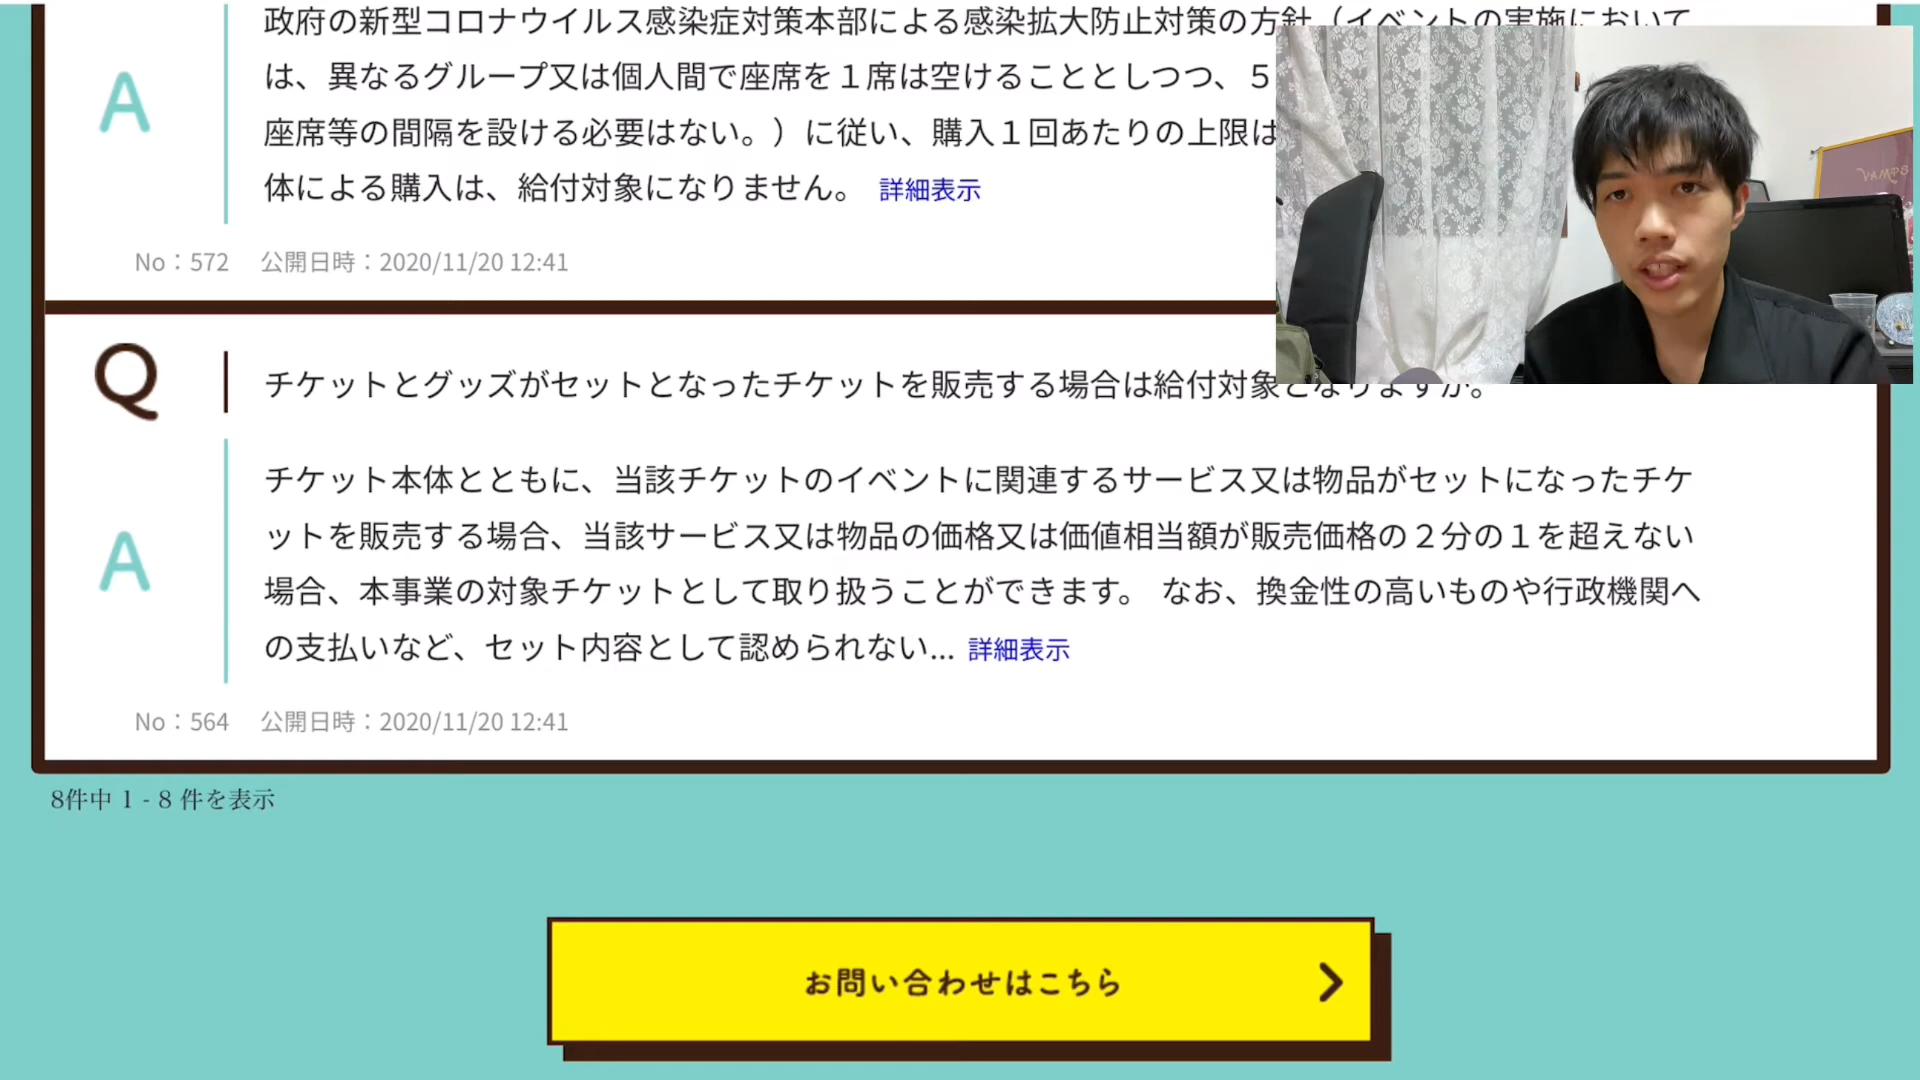 政府の新型コロナウイルス感染症対策本部による感染拡大防止対策の方針（イベントの実施において
は、異なるグループ又は個人間で座席を１席は空けることとしつつ、５
座席等の間隔を設ける必要はない。）に従い、購入１回あたりの上限は
体による購入は、給付対象になりません。 詳細表示
A
No：572 公開日時：2020/11/20 12:41
Q
チケットとグッズがセットとなったチケットを販売する場合は給付対象となりますか。
A
チケット本体とともに、当該チケットのイベントに関連するサービス又は物品がセットになったチケ
ットを販売する場合、当該サービス又は物品の価格又は価値相当額が販売価格の２分の１を超えない
場合、本事業の対象チケットとして取り扱うことができます。 なお、換金性の高いものや行政機関へ
の支払いなど、セット内容として認められない... 詳細表示
No：564 公開日時：2020/11/20 12:41
8件中 1 - 8 件を表示
お問い合わせはこちら